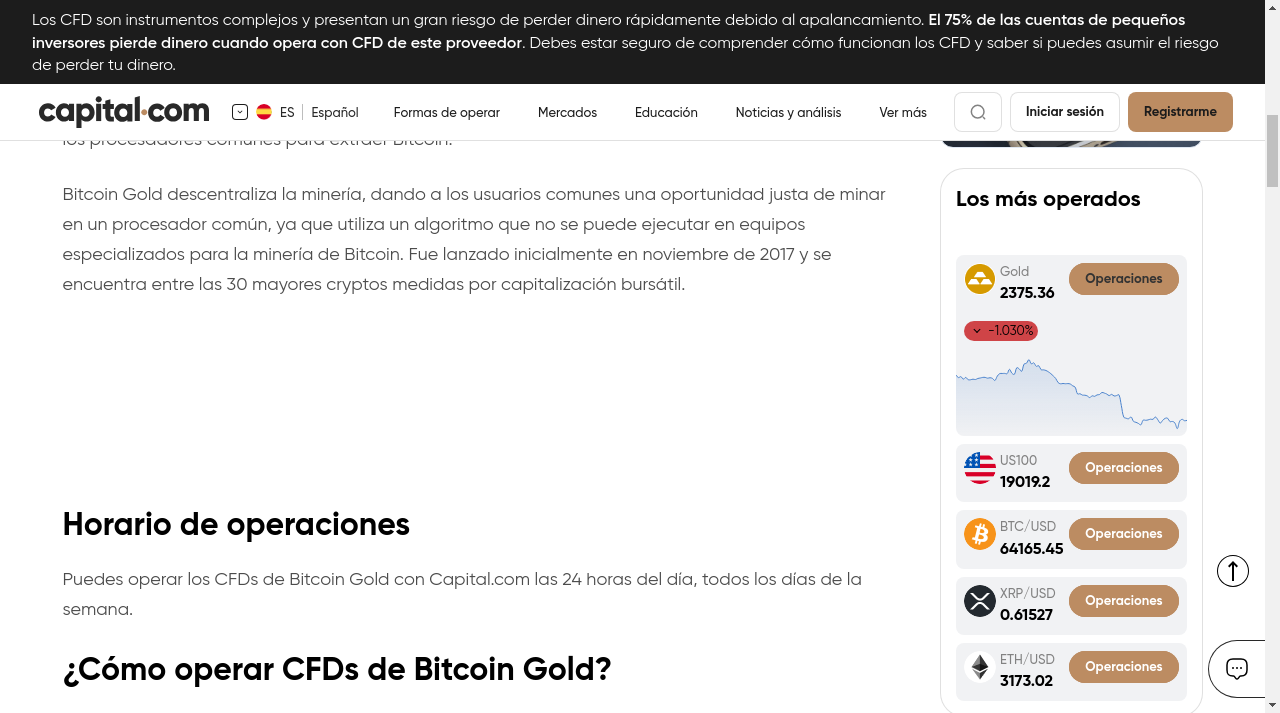 Los CFD son instrumentos complejos y presentan un gran riesgo de perder dinero rápidamente debido al apalancamiento. El 75% de las cuentas de pequeños
inversores pierde dinero cuando opera con CFD de este proveedor. Debes estar seguro de comprender cómo funcionan los CFD y saber si puedes asumir el riesgo
de perder tu dinero.
capital.com
ES
Español
Formas de operar
Mercados
Educación
Noticias y análisis
Ver más
Iniciar sesión
Registrarme
los procesadores comunes para extraer Bitcoin.
Bitcoin Gold descentraliza la minería, dando a los usuarios comunes una oportunidad justa de minar
en un procesador común, ya que utiliza un algoritmo que no se puede ejecutar en equipos
especializados para la minería de Bitcoin. Fue lanzado inicialmente en noviembre de 2017 y se
encuentra entre las 30 mayores cryptos medidas por capitalización bursátil.
Horario de operaciones
Puedes operar los CFDs de Bitcoin Gold con Capital.com las 24 horas del día, todos los días de la
semana.
¿Cómo operar CFDs de Bitcoin Gold?
Los más operados
Gold
2375.36
Operaciones
-1.030%
US100
19019.2
Operaciones
BTC/USD
64165.45
Operaciones
XRP/USD
0.61527
Operaciones
ETH/USD
3173.02
Operaciones